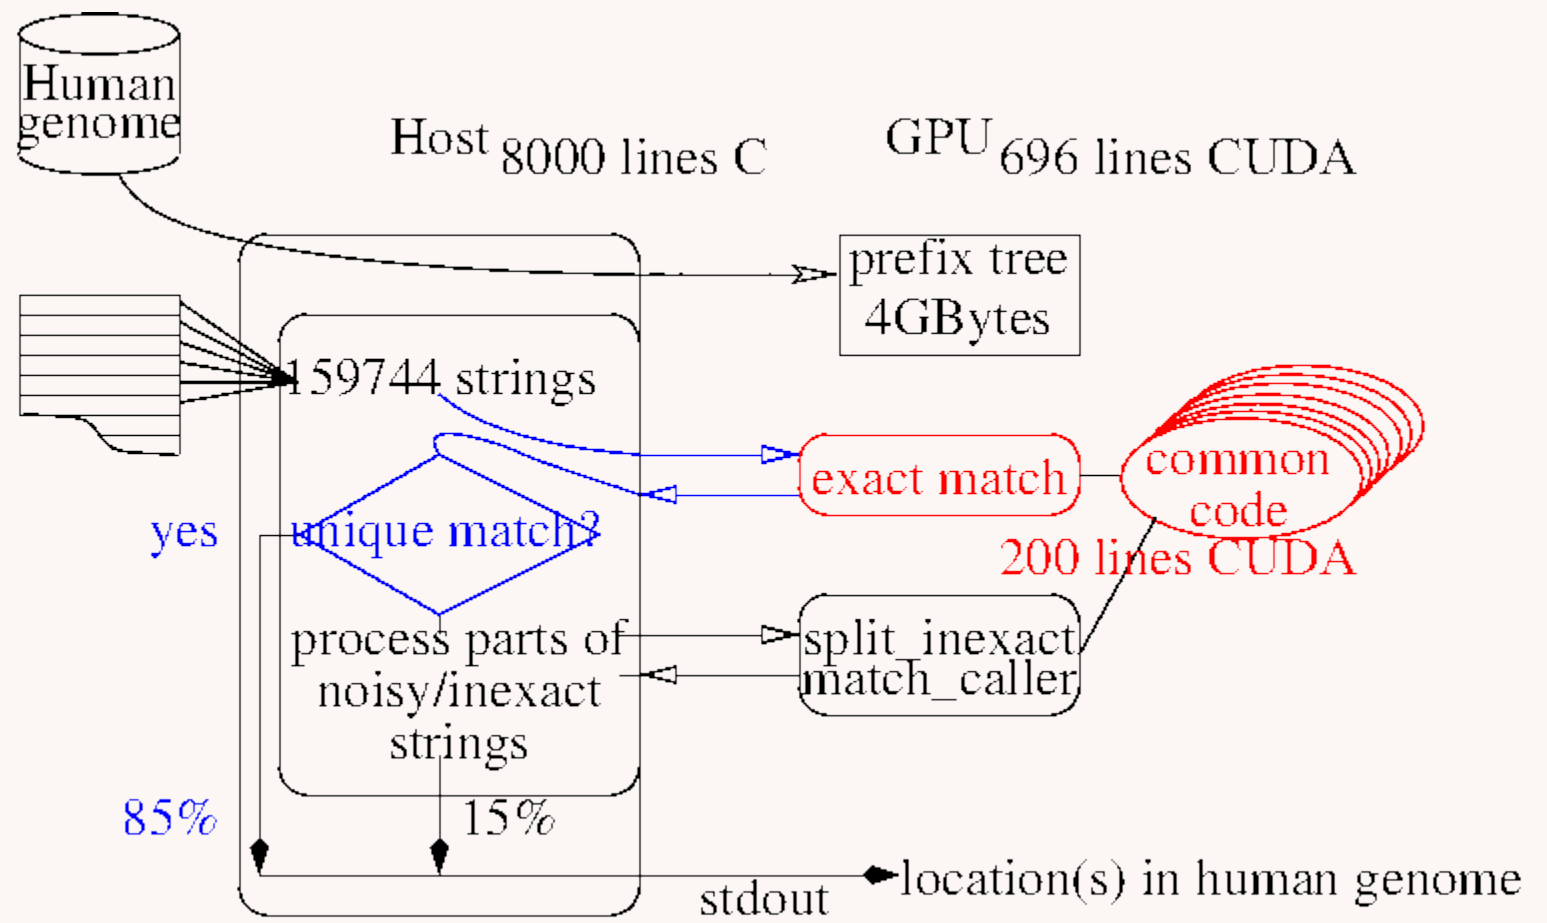 Human
genome
Host 8000 lines C
GPU 696 lines CUDA
prefix tree
4GBytes
159744 strings
exact match
common
code
200 lines CUDA
yes
unique match?
process parts of
noisy/inexact
strings
split_inexact
match_caller
85%
15%
stdout
location(s) in human genome